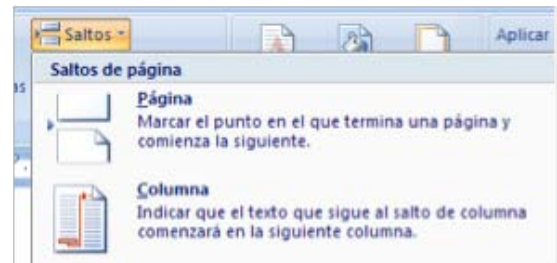 Saltos
Aplicar
Saltos de página
as
Página
Marcar el punto en el que termina una página y
comienza la siguiente.
Columna
Indicar que el texto que sigue al salto de columna
comenzará en la siguiente columna.